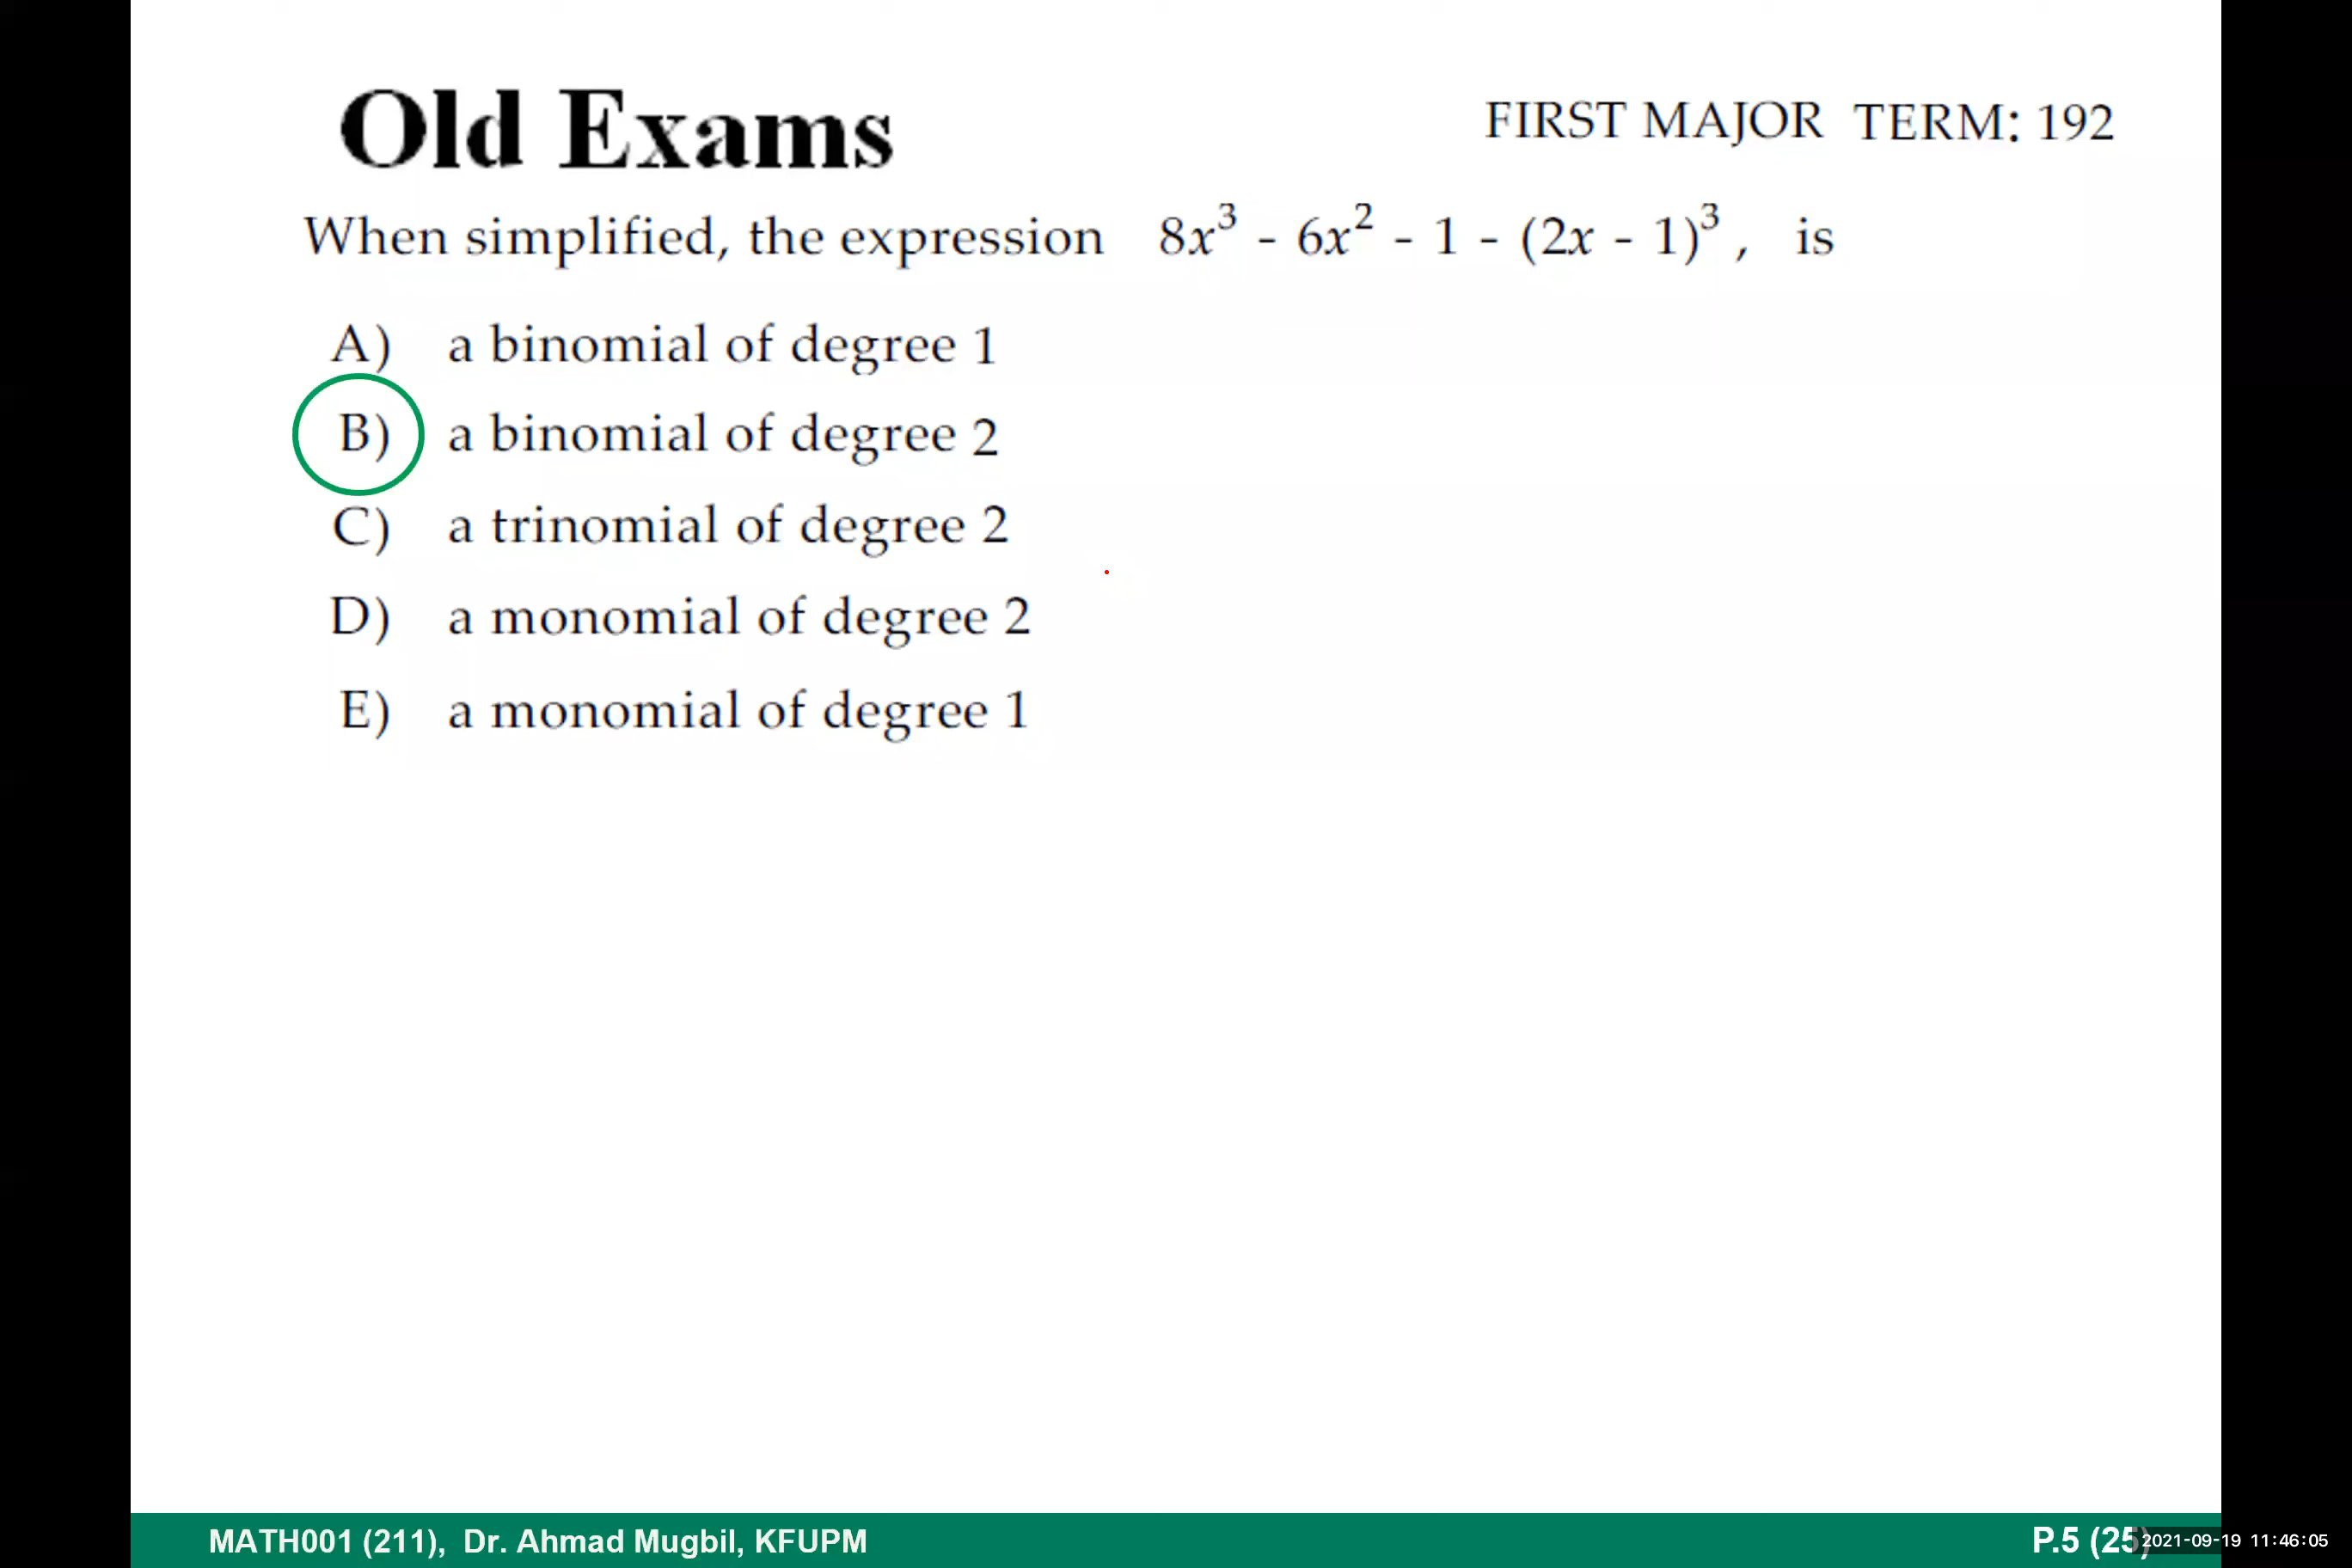 Old Exams
FIRST MAJOR TERM: 192
When simplified, the expression 8x³ - 6x² - 1 - (2x - 1)³ , is
A) a binomial of degree 1
B) a binomial of degree 2
C) a trinomial of degree 2
D) a monomial of degree 2
E) a monomial of degree 1
MATH001 (211), Dr. Ahmad Mugbil, KFUPM
P.5 (25)
2021-09-19 11:46:05